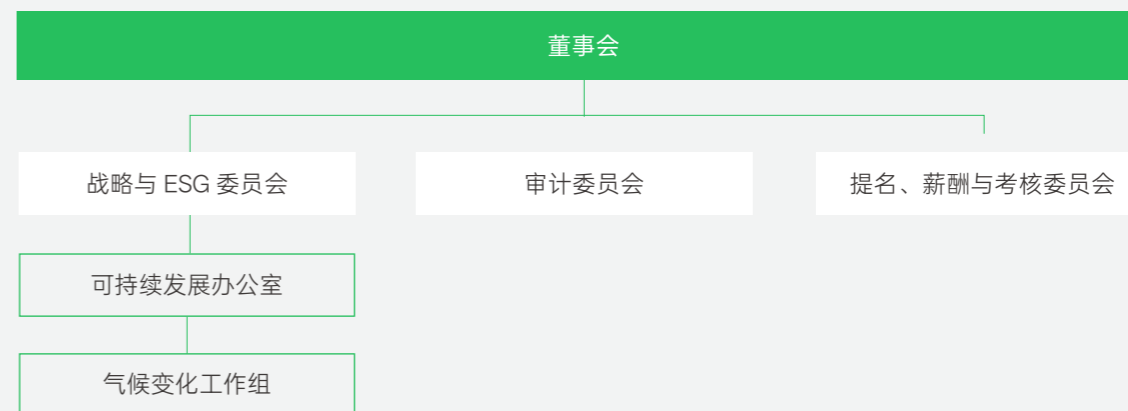 董事会
战略与 ESG 委员会
审计委员会
提名、薪酬与考核委员会
可持续发展办公室
气候变化工作组